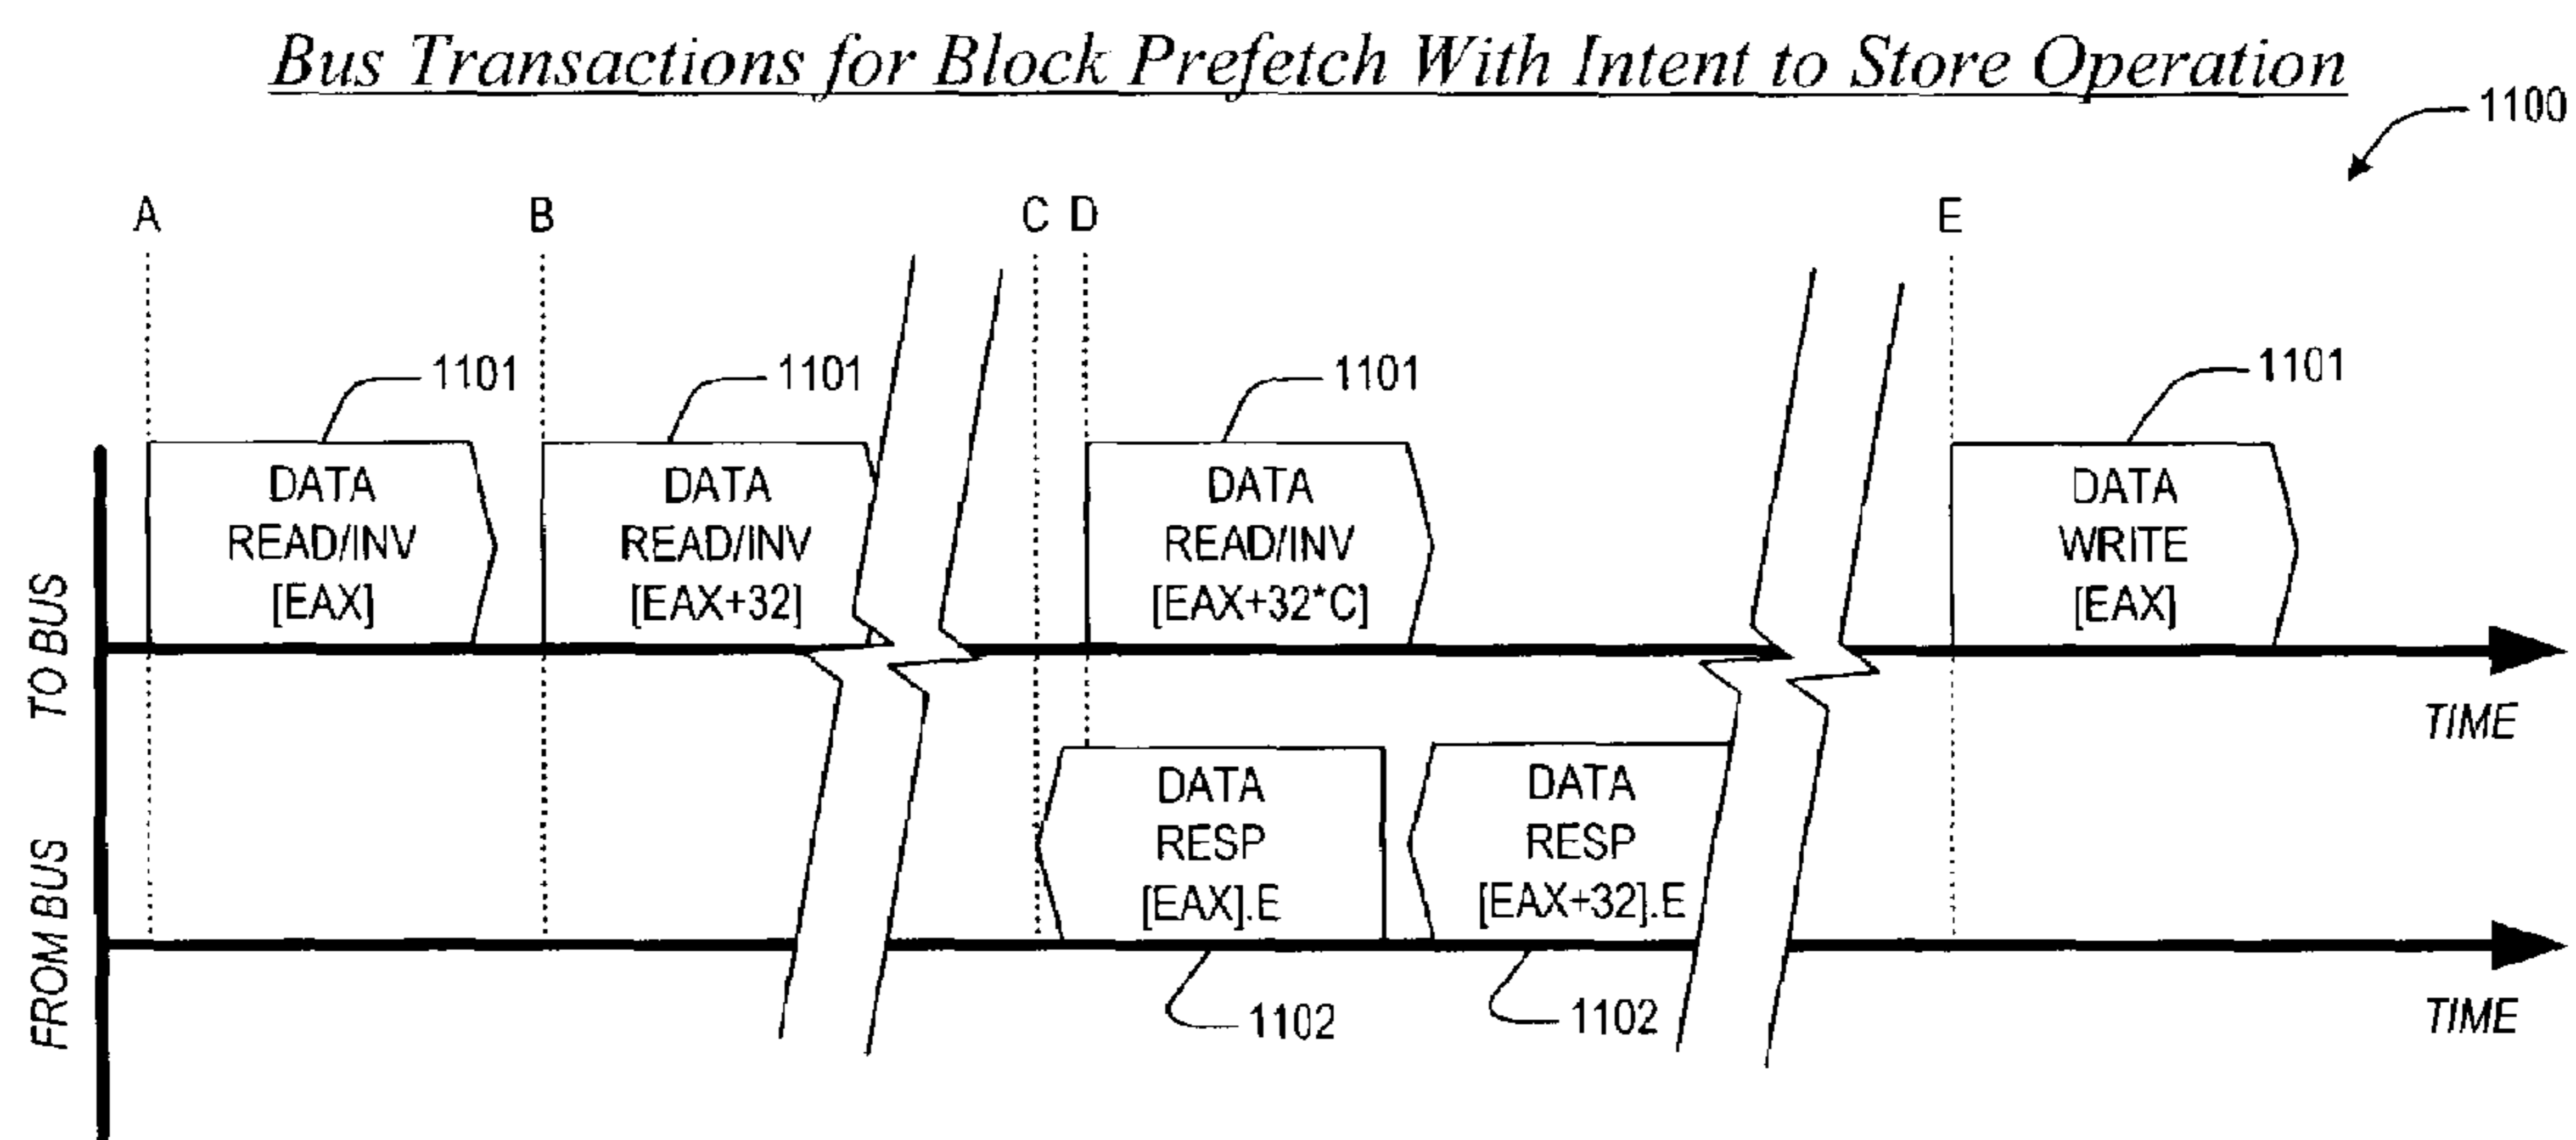 Bus Transactions for Block Prefetch With Intent to Store Operation
1100
A
B
C
D
E
1101
1101
1101
1101
DATA
READ/INV
[EAX]
DATA
READ/INV
[EAX+32]
DATA
READ/INV
[EAX+32*C]
DATA
WRITE
[EAX]
TO BUS
TIME
DATA
RESP
[EAX].E
DATA
RESP
[EAX+32].E
FROM BUS
1102
1102
TIME